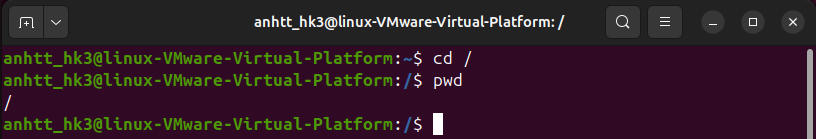 anhtt_hk3@linux-VMware-Virtual-Platform: /
anhtt_hk3@linux-VMware-Virtual-Platform:~$ cd /
anhtt_hk3@linux-VMware-Virtual-Platform:/$ pwd
/
anhtt_hk3@linux-VMware-Virtual-Platform:/$